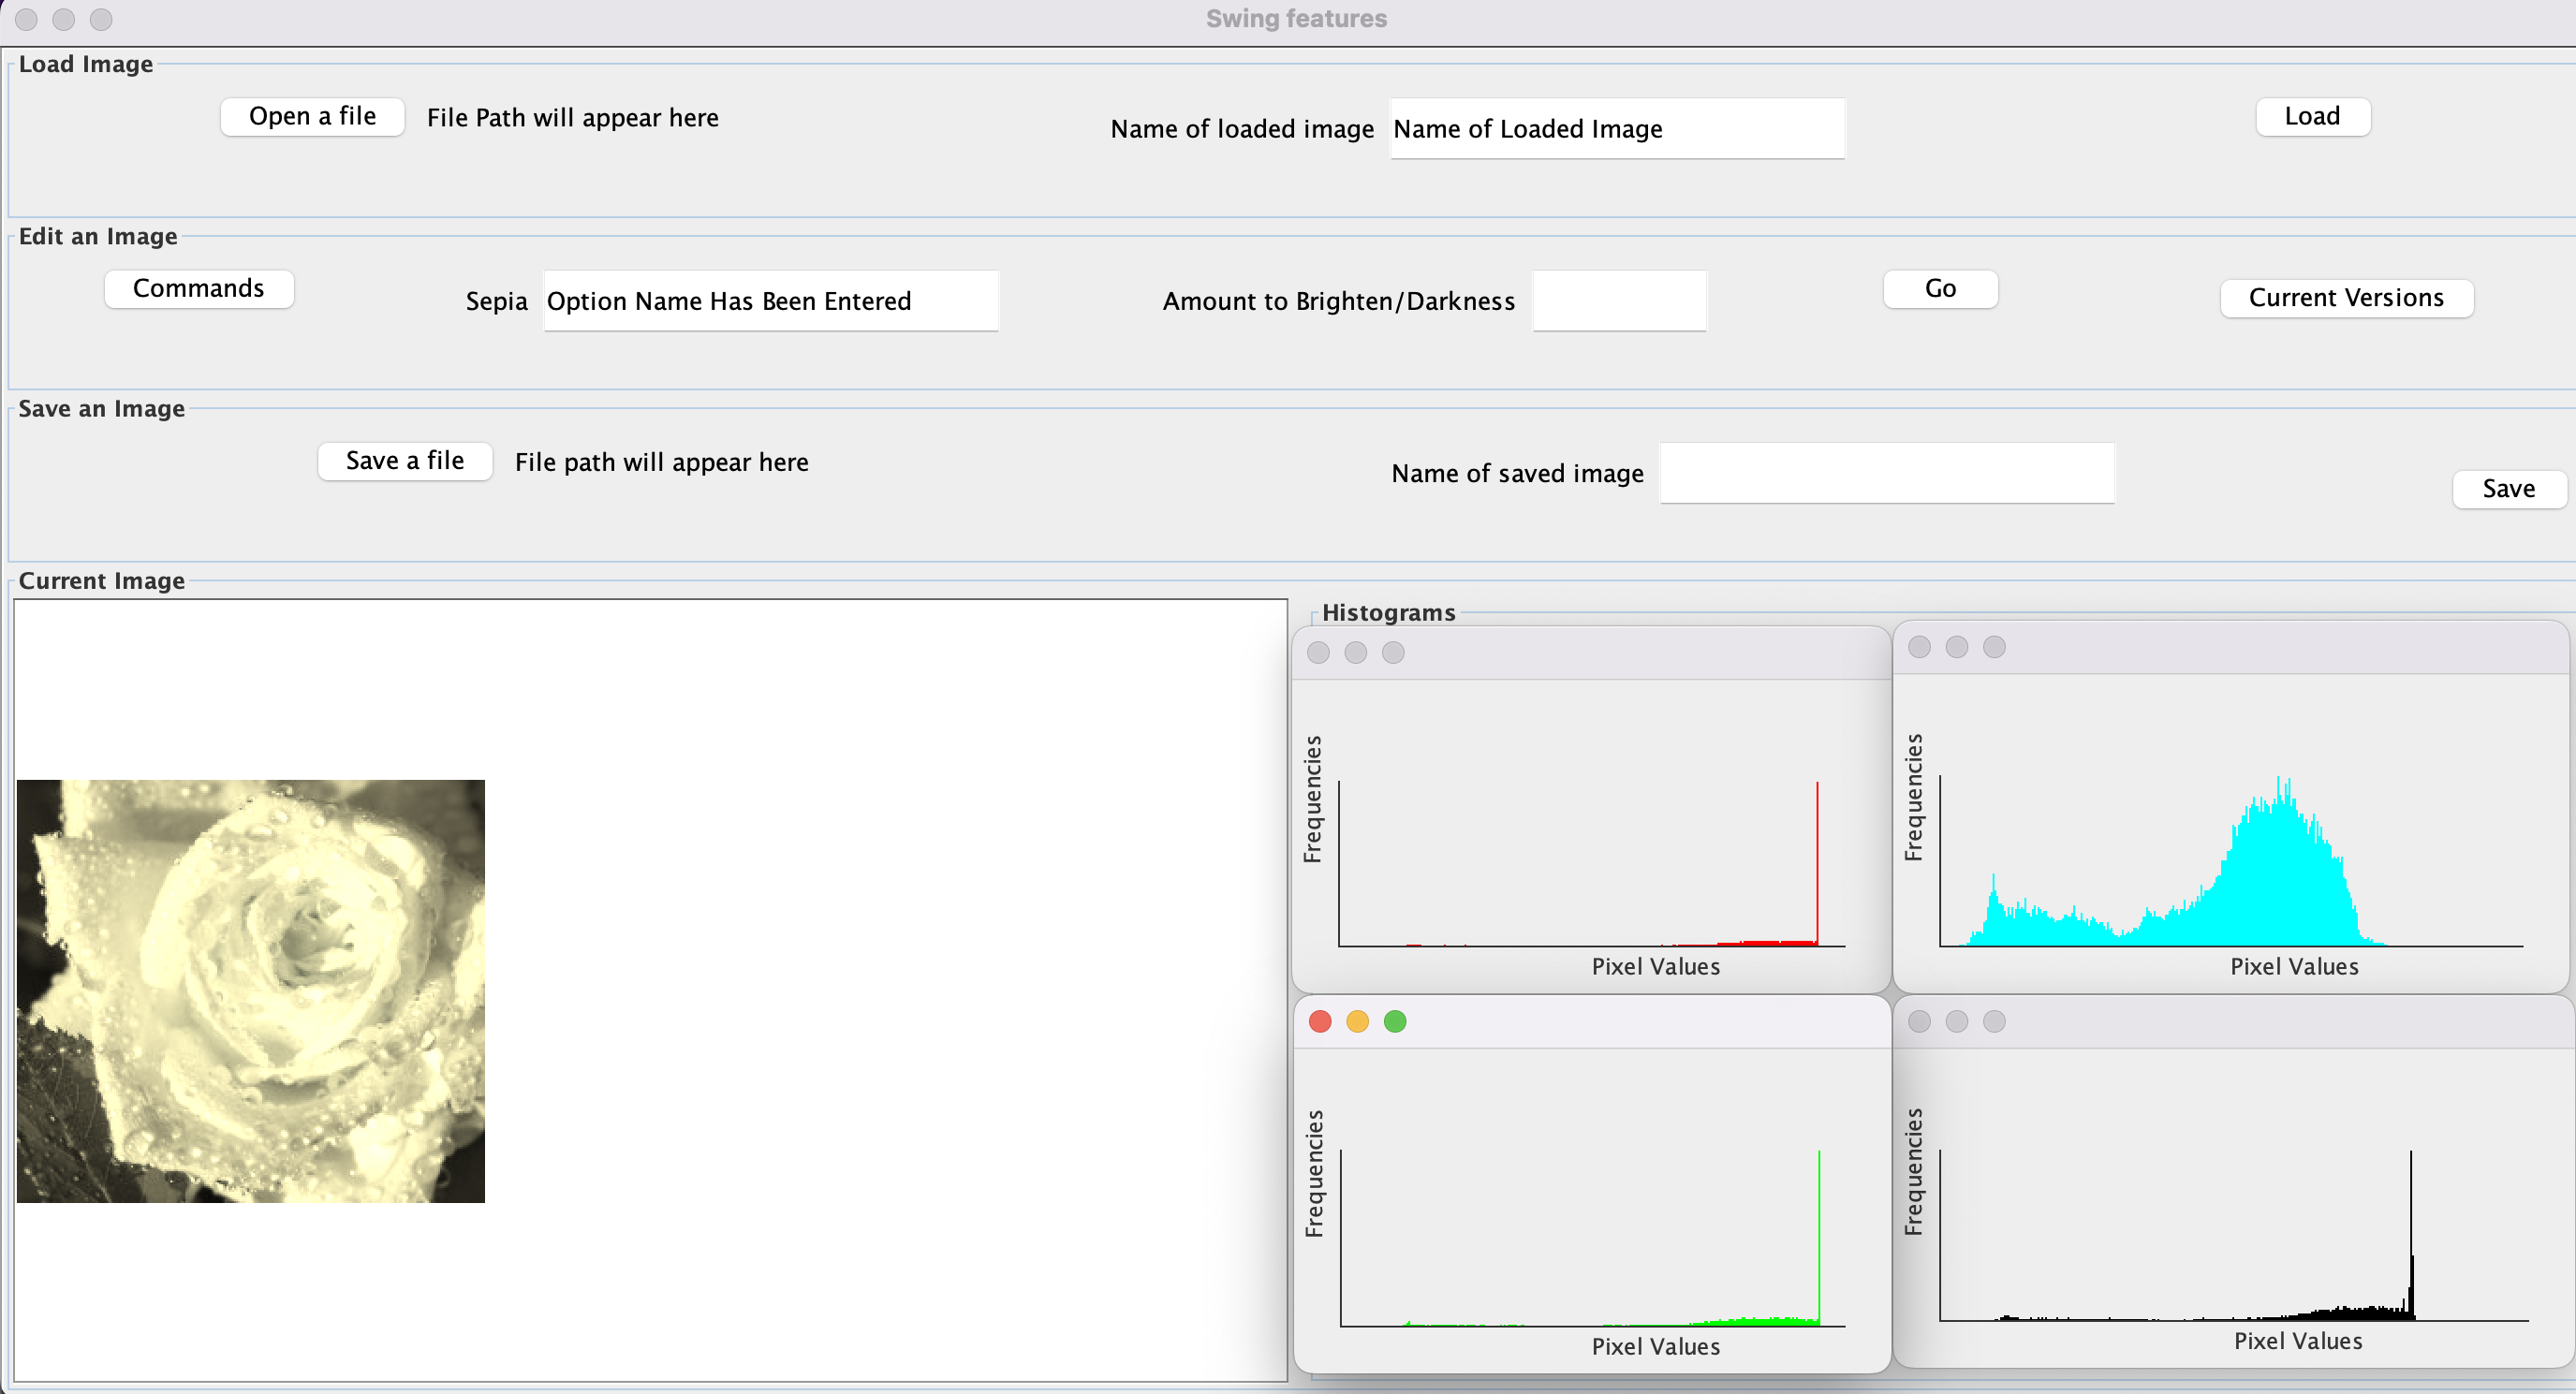 Swing features
Load Image
Open a file File Path will appear here Name of loaded image Name of Loaded Image Load
Edit an Image
Commands Sepia Option Name Has Been Entered Amount to Brighten/Darkness Go Current Versions
Save an Image
Save a file File path will appear here Name of saved image Save
Current Image
Histograms
Frequencies
Pixel Values
Frequencies
Pixel Values
Frequencies
Pixel Values
Frequencies
Pixel Values